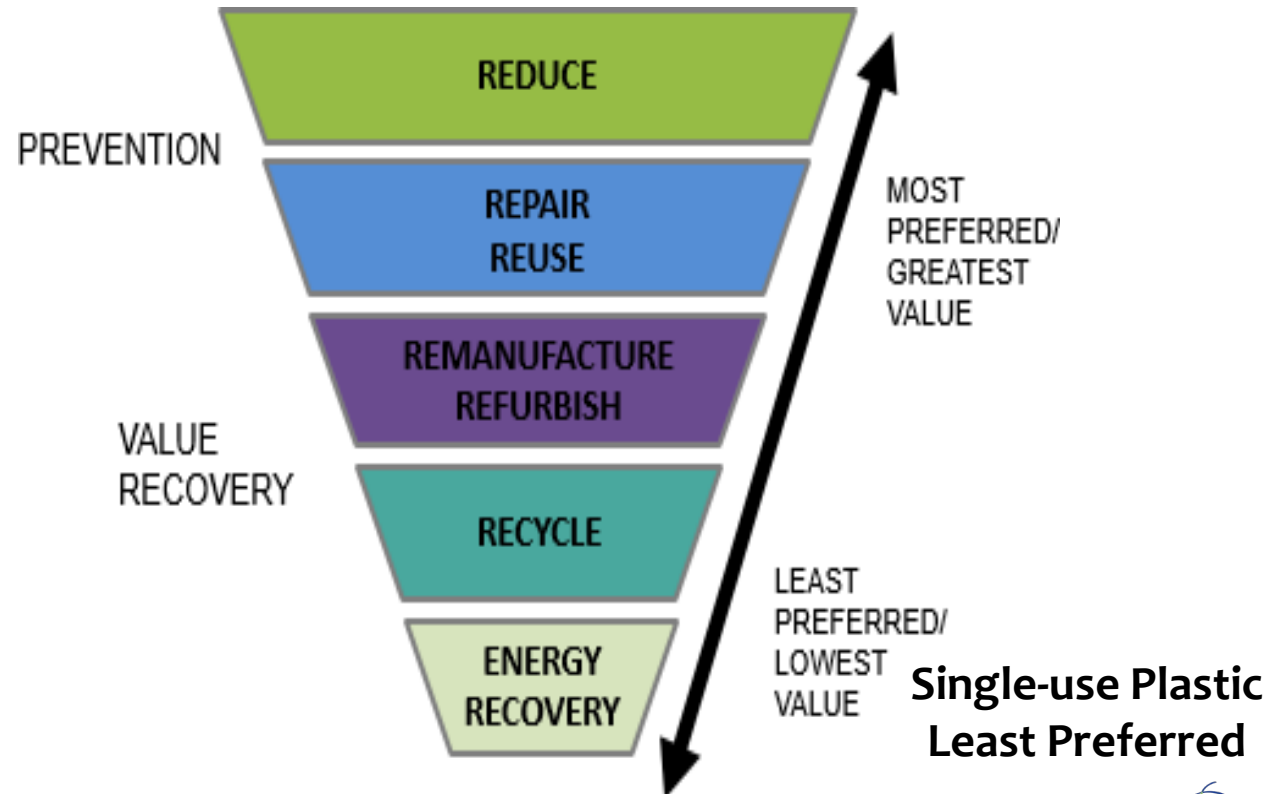 REDUCE
PREVENTION
REPAIR
REUSE
MOST
PREFERRED/
GREATEST
VALUE
REMANUFACTURE
REFURBISH
VALUE
RECOVERY
RECYCLE
LEAST
PREFERRED/
LOWEST
VALUE
ENERGY
RECOVERY
Single-use Plastic
Least Preferred